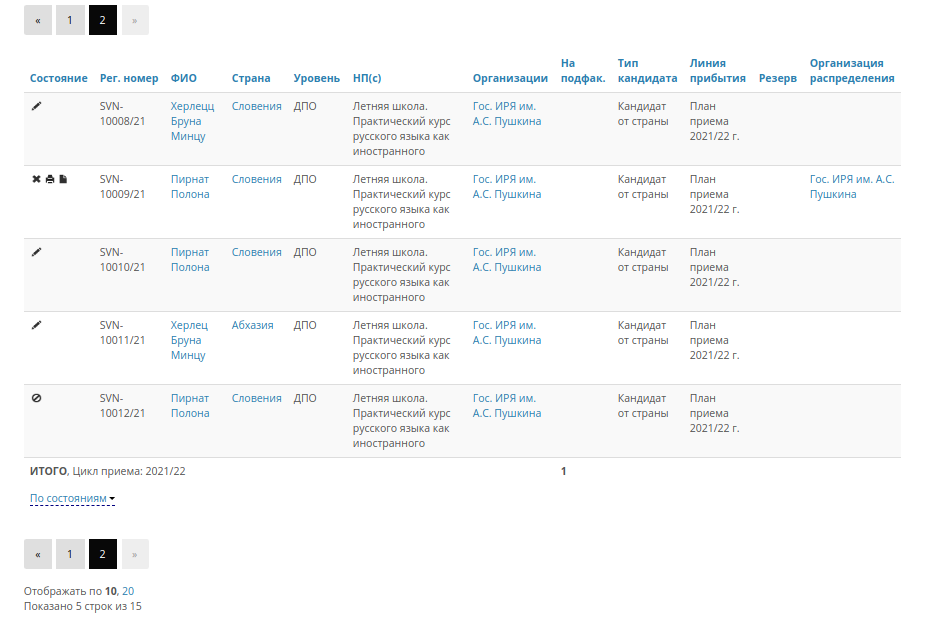 « 1 2 »
Состояние Рег. номер ФИО Страна Уровень НП(с) Организации На подфак. Тип кандидата Линия прибытия Резерв Организация распределения
SVN- Херлецц Словения ДПО Летняя школа. Гос. ИРЯ им. Кандидат План
10008/21 Бруна Практический курс А.С. Пушкина от страны приема
Минцу русского языка как 2021/22 г.
иностранного
SVN- Пирнат Словения ДПО Летняя школа. Гос. ИРЯ им. Кандидат План Гос. ИРЯ им. А.С.
10009/21 Полона Практический курс А.С. Пушкина от страны приема Пушкина
русского языка как 2021/22 г.
иностранного
SVN- Пирнат Словения ДПО Летняя школа. Гос. ИРЯ им. Кандидат План
10010/21 Полона Практический курс А.С. Пушкина от страны приема
русского языка как 2021/22 г.
иностранного
SVN- Херлец Абхазия ДПО Летняя школа. Гос. ИРЯ им. Кандидат План
10011/21 Бруна Практический курс А.С. Пушкина от страны приема
Минцу русского языка как 2021/22 г.
иностранного
SVN- Пирнат Словения ДПО Летняя школа. Гос. ИРЯ им. Кандидат План
10012/21 Полона Практический курс А.С. Пушкина от страны приема
русского языка как 2021/22 г.
иностранного
ИТОГО, Цикл приема: 2021/22 1
По состояниям
« 1 2 »
Отображать по 10, 20
Показано 5 строк из 15